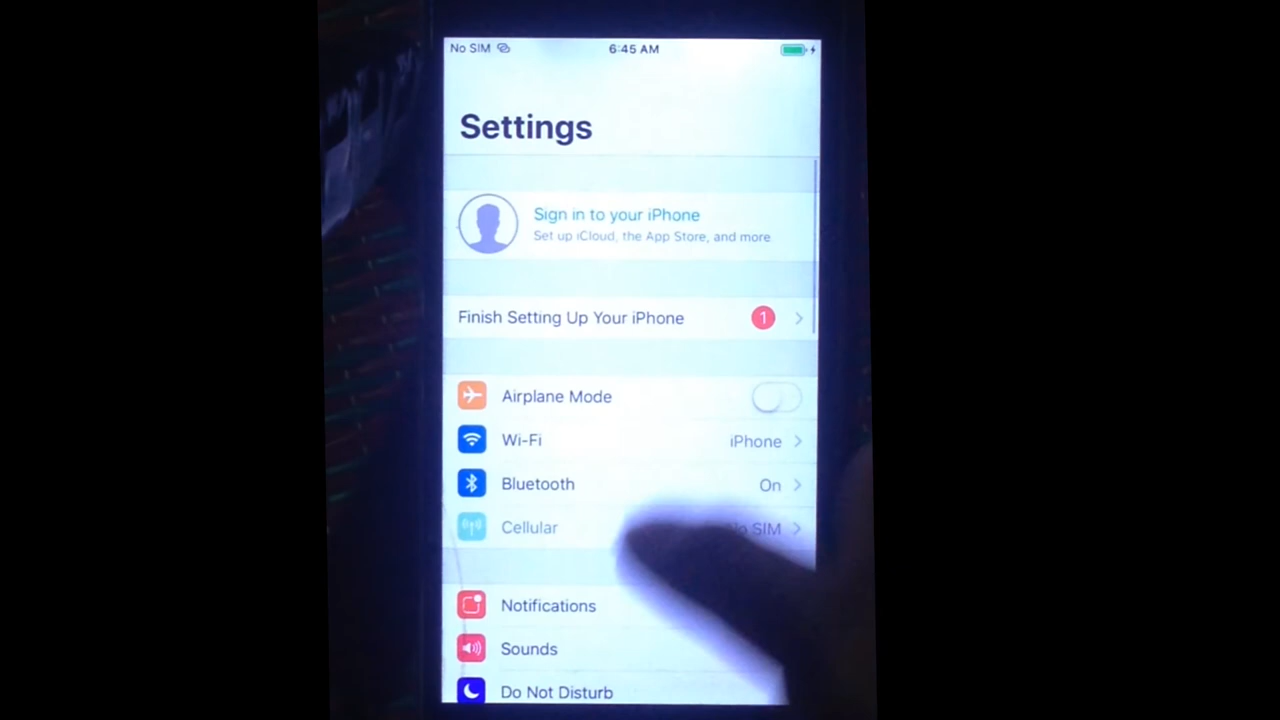 No SIM 6:45 AM
Settings
Sign in to your iPhone
Set up iCloud, the App Store, and more
Finish Setting Up Your iPhone 1
Airplane Mode
Wi-Fi iPhone
Bluetooth On
Cellular No SIM
Notifications
Sounds
Do Not Disturb